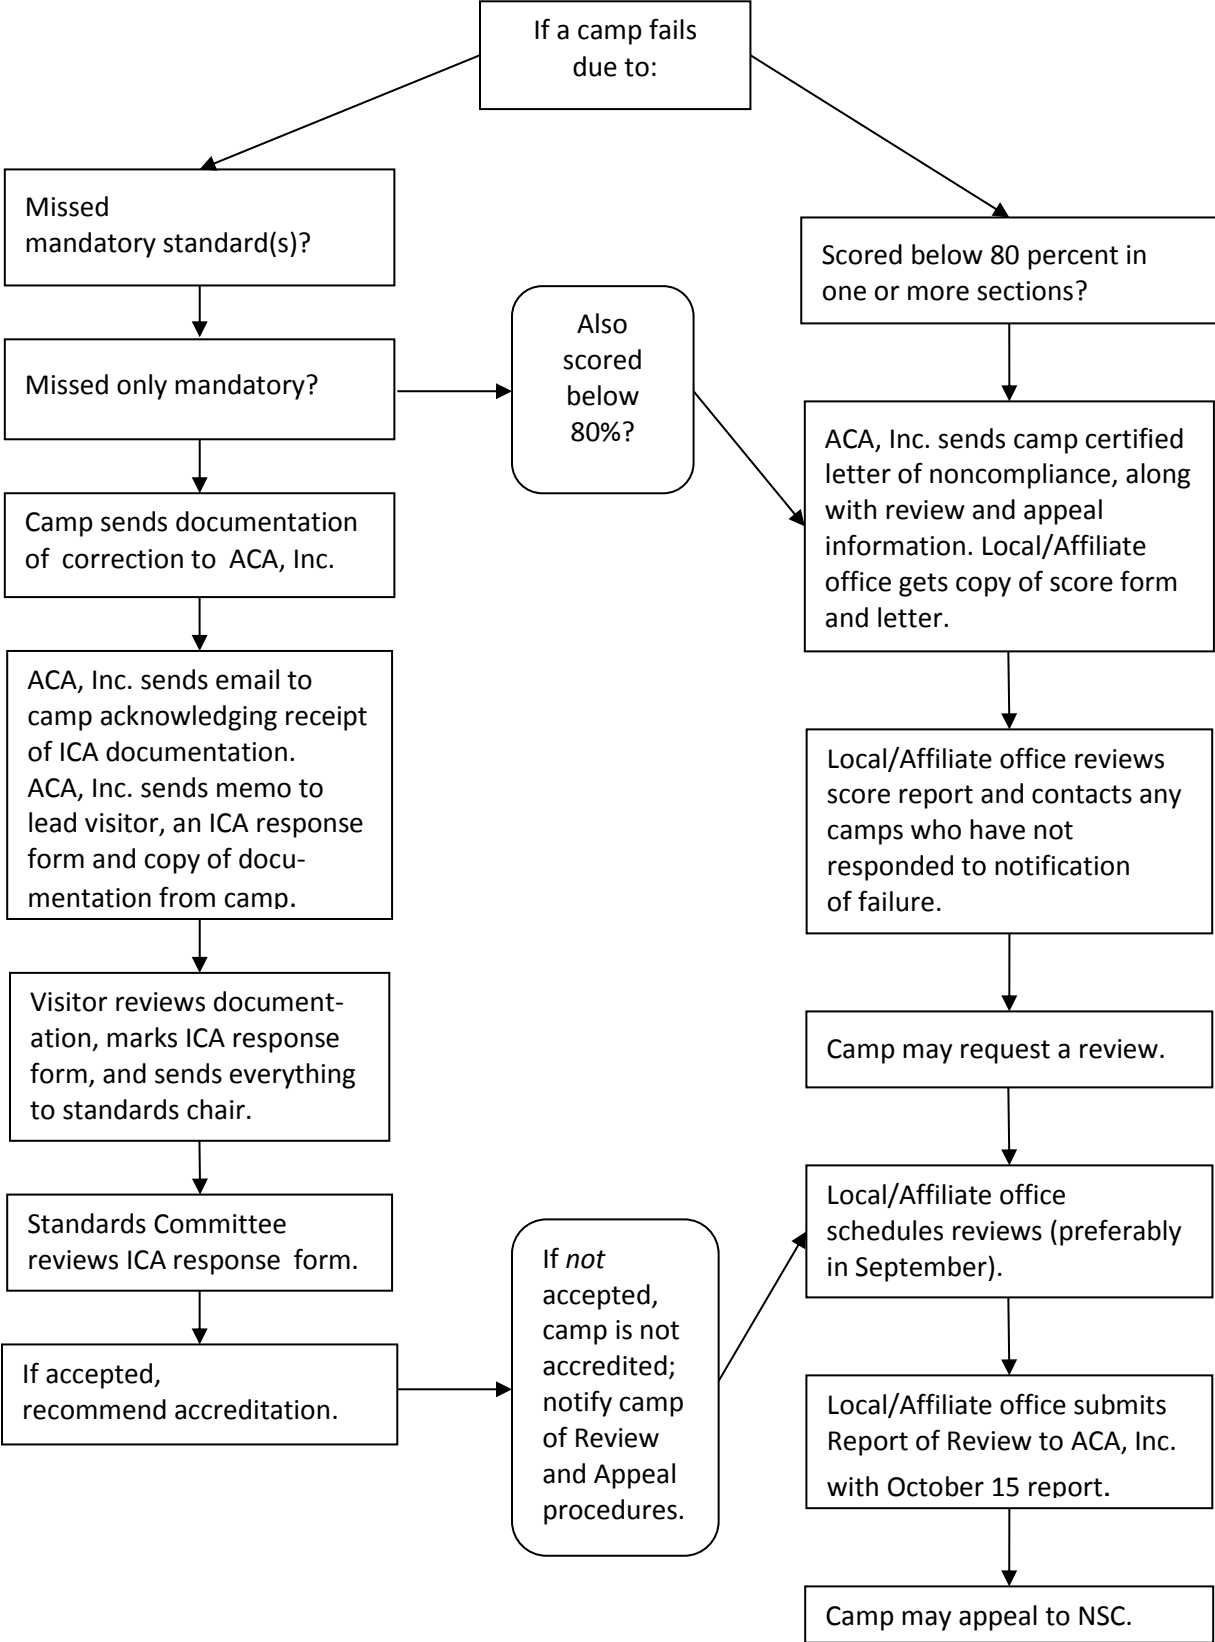 If a camp fails
due to:
Missed
mandatory standard(s)?
Missed only mandatory?
Camp sends documentation
of correction to ACA, Inc.
ACA, Inc. sends email to
camp acknowledging receipt
of ICA documentation.
ACA, Inc. sends memo to
lead visitor, an ICA response
form and copy of docu-
mentation from camp.
Visitor reviews document-
ation, marks ICA response
form, and sends everything
to standards chair.
Standards Committee
reviews ICA response form.
If accepted,
recommend accreditation.
Also
scored
below
80%?
If not
accepted,
camp is not
accredited;
notify camp
of Review
and Appeal
procedures.
Scored below 80 percent in
one or more sections?
ACA, Inc. sends camp certified
letter of noncompliance, along
with review and appeal
information. Local/Affiliate
office gets copy of score form
and letter.
Local/Affiliate office reviews
score report and contacts any
camps who have not
responded to notification
of failure.
Camp may request a review.
Local/Affiliate office
schedules reviews (preferably
in September).
Local/Affiliate office submits
Report of Review to ACA, Inc.
with October 15 report.
Camp may appeal to NSC.